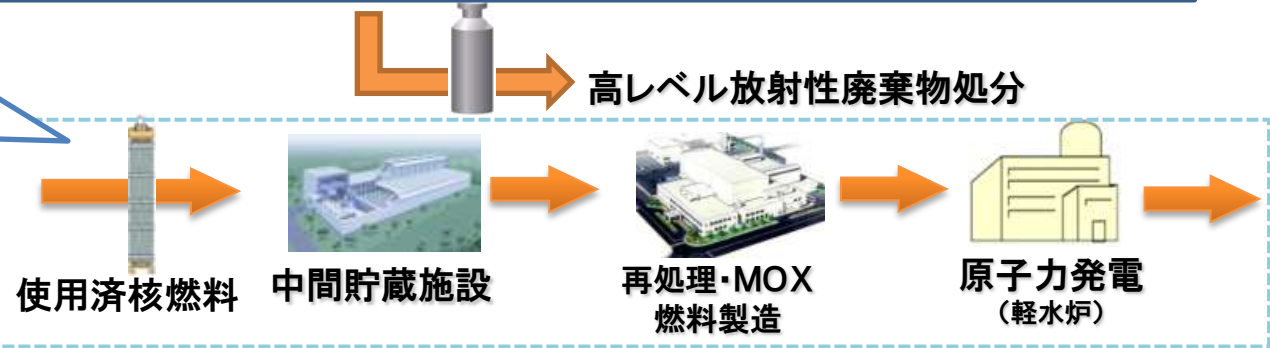 高レベル放射性廃棄物処分
使用済核燃料
中間貯蔵施設
再処理・MOX
燃料製造
原子力発電
（軽水炉）